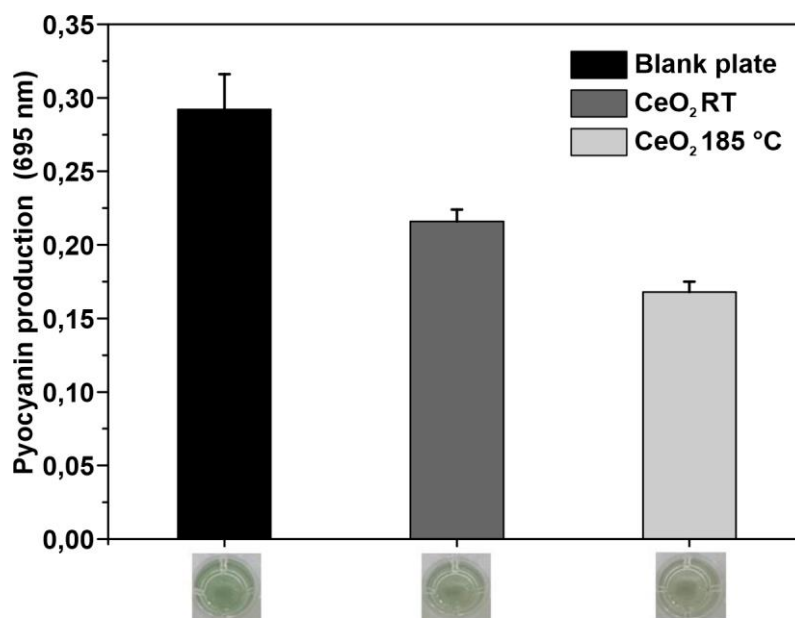 Pyocyanin production (695 nm)
0,35
0,30
0,25
0,20
0,15
0,10
0,05
0,00
Blank plate
CeO₂ RT
CeO₂ 185 °C